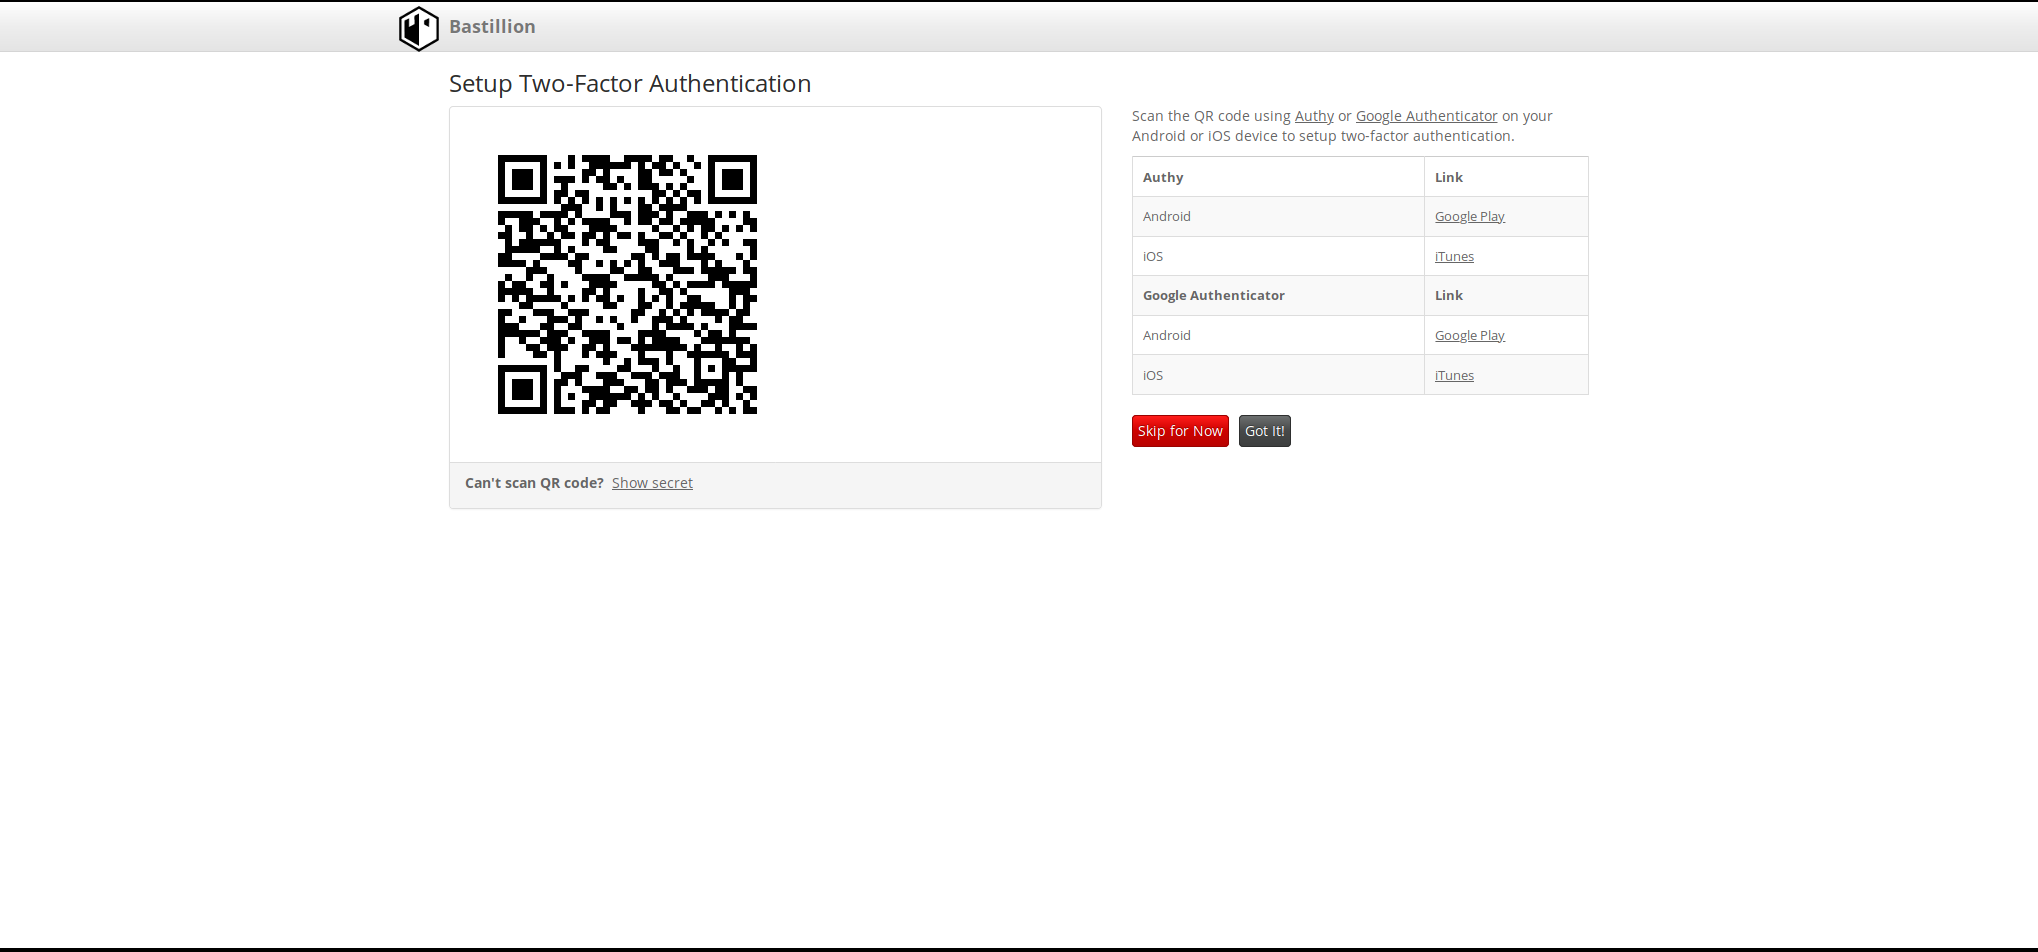 Bastillion
Setup Two-Factor Authentication
Scan the QR code using Authy or Google Authenticator on your
Android or iOS device to setup two-factor authentication.
Authy Link
Android Google Play
iOS iTunes
Google Authenticator Link
Android Google Play
iOS iTunes
Skip for Now Got It!
Can't scan QR code? Show secret